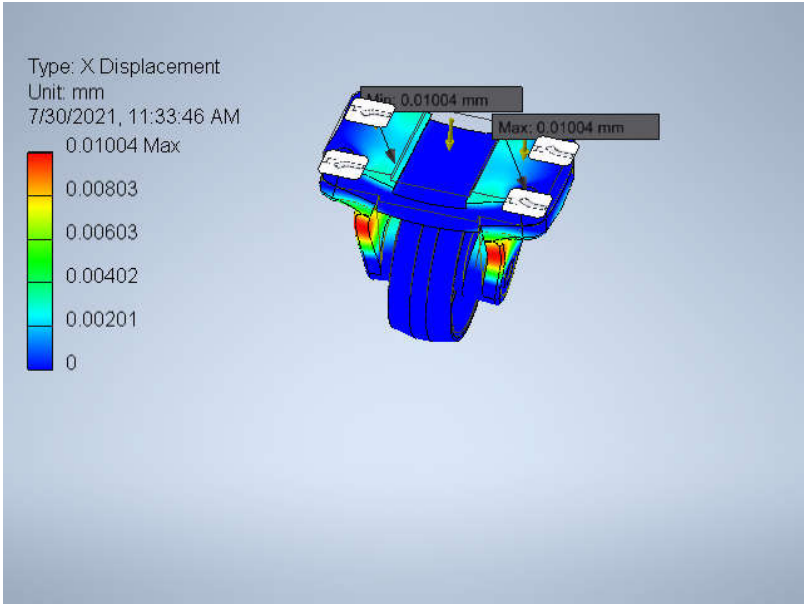 Type: X Displacement
Unit: mm
7/30/2021, 11:33:46 AM
0.01004 Max
0.00803
0.00603
0.00402
0.00201
0
Min: 0.01004 mm
Max: 0.01004 mm